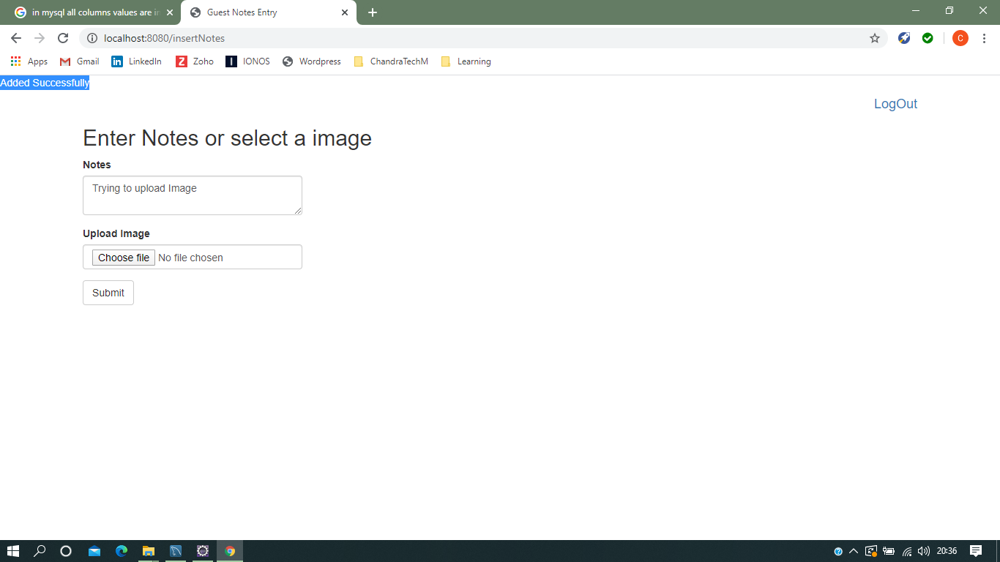 in mysql all columns values are in
Guest Notes Entry
localhost:8080/insertNotes
C
Apps
Gmail
LinkedIn
Zoho
IONOS
Wordpress
ChandraTechM
Learning
Added Successfully
LogOut
Enter Notes or select a image
Notes
Trying to upload Image
Upload Image
Choose file No file chosen
Submit
20:36